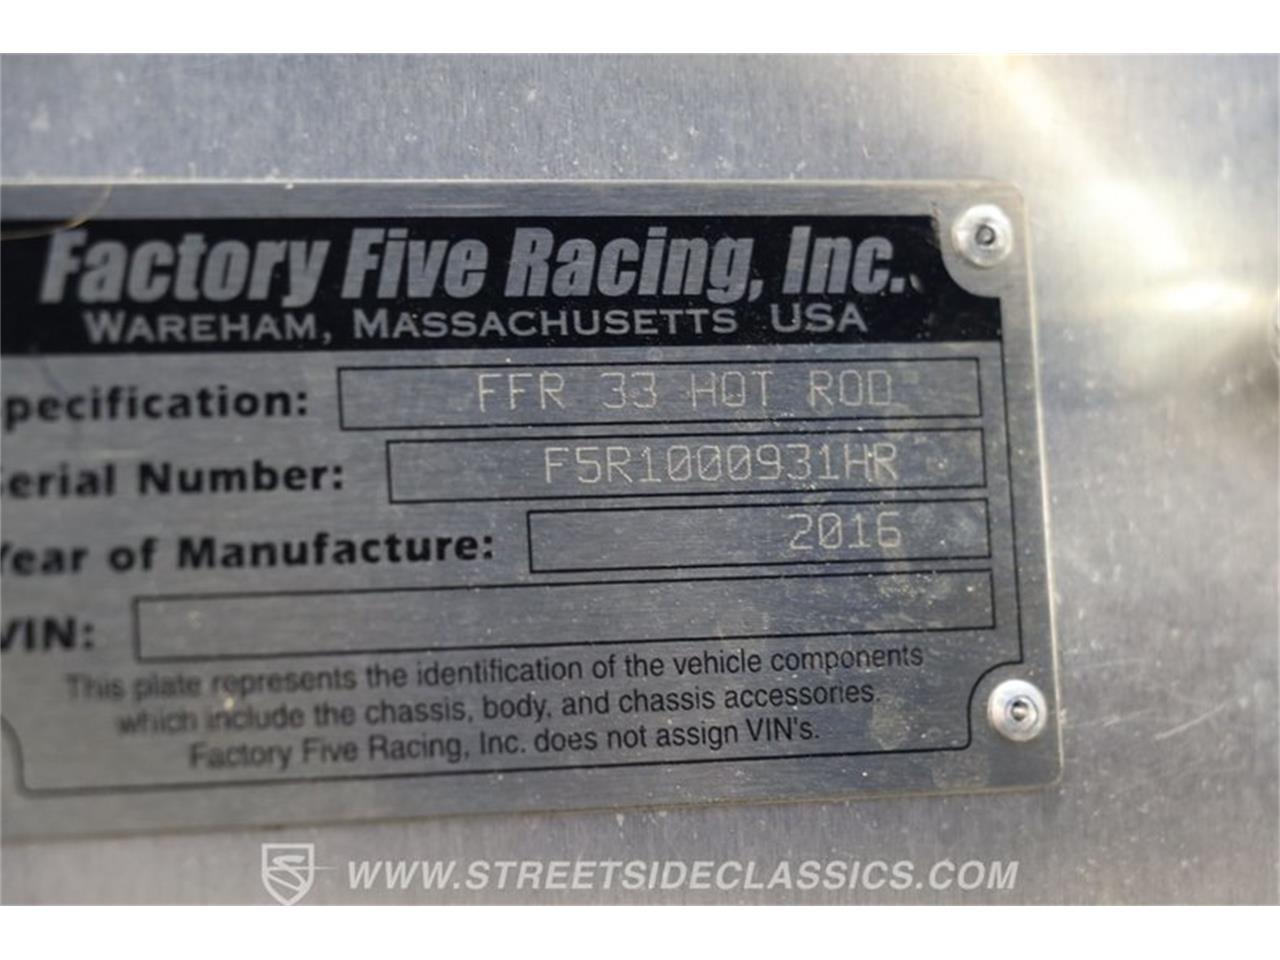 Factory Five Racing, Inc.
WAREHAM, MASSACHUSETTS USA
pecification: FFR 33 HOT ROD
erial Number: F5R1000931HR
Year of Manufacture: 2016
VIN:
This plate represents the identification of the vehicle components
which include the chassis, body, and chassis accessories.
Factory Five Racing, Inc. does not assign VIN's.
WWW.STREETSIDECLASSICS.COM